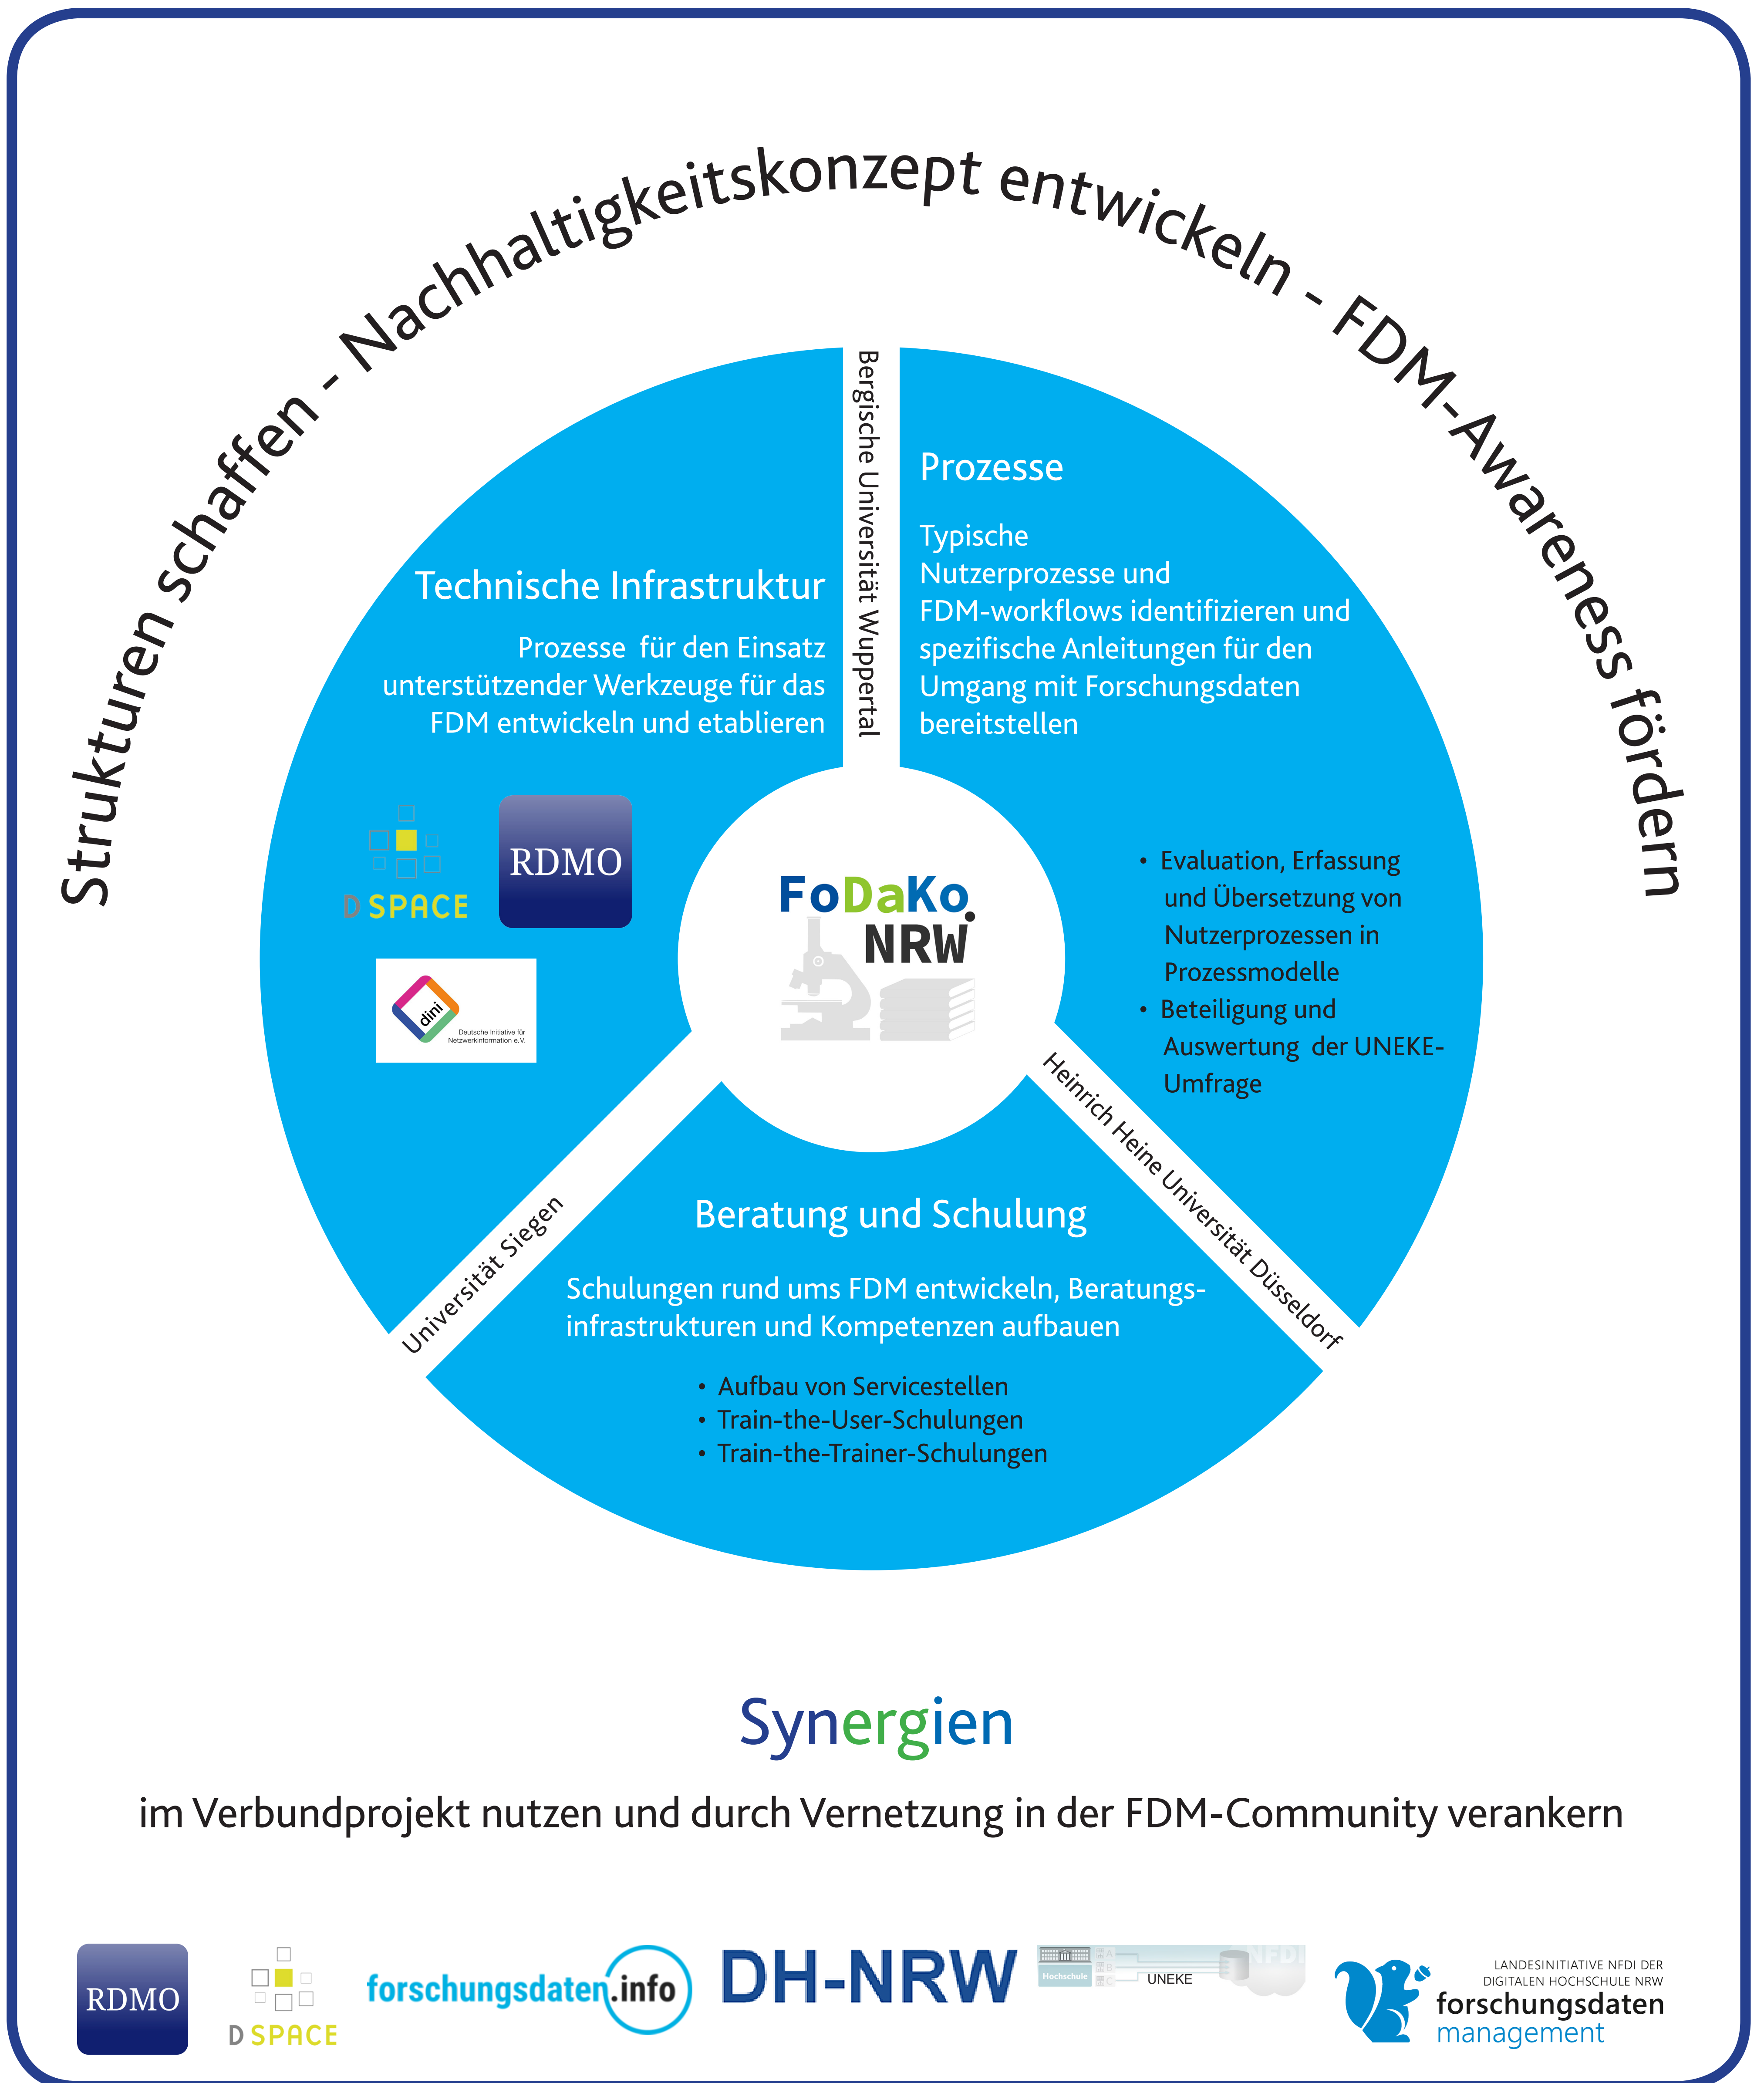 Strukturen schaffen - Nachhaltigkeitskonzept entwickeln - FDM-Awareness fördern
Bergische Universität Wuppertal
Technische Infrastruktur
Prozesse für den Einsatz
unterstützender Werkzeuge für das
FDM entwickeln und etablieren
D SPACE
RDMO
dini
Deutsche Initiative für
Netzwerkinformation e.V.
Prozesse
Typische
Nutzerprozesse und
FDM-workflows identifizieren und
spezifische Anleitungen für den
Umgang mit Forschungsdaten
bereitstellen
• Evaluation, Erfassung
und Übersetzung von
Nutzerprozessen in
Prozessmodelle
• Beteiligung und
Auswertung der UNEKE-
Umfrage
FoDaKo.
NRW
Universität Siegen
Heinrich Heine Universität Düsseldorf
Beratung und Schulung
Schulungen rund ums FDM entwickeln, Beratungs-
infrastrukturen und Kompetenzen aufbauen
• Aufbau von Servicestellen
• Train-the-User-Schulungen
• Train-the-Trainer-Schulungen
Synergien
im Verbundprojekt nutzen und durch Vernetzung in der FDM-Community verankern
RDMO
D SPACE
forschungsdaten.info
DH-NRW
Hochschule
A
B
C
UNEKE
NFDI
LANDESINITIATIVE NFDI DER
DIGITALEN HOCHSCHULE NRW
forschungsdaten
management